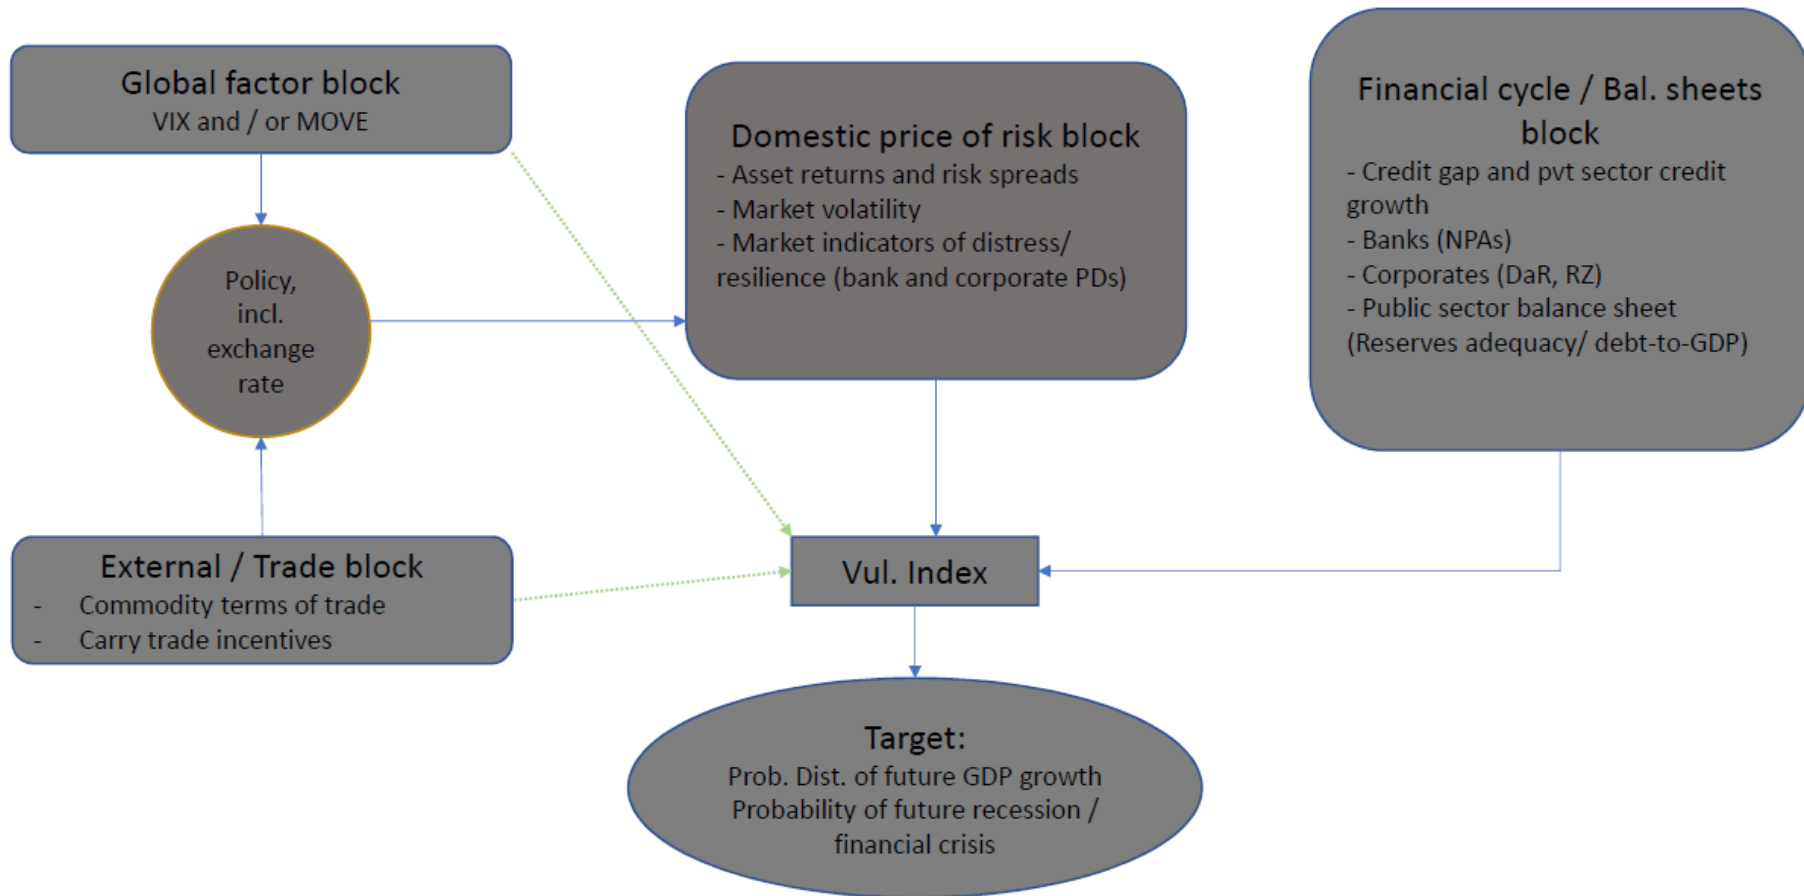 Global factor block
VIX and / or MOVE
Policy,
incl.
exchange
rate
External / Trade block
- Commodity terms of trade
- Carry trade incentives
Domestic price of risk block
- Asset returns and risk spreads
- Market volatility
- Market indicators of distress/
resilience (bank and corporate PDs)
Financial cycle / Bal. sheets
block
- Credit gap and pvt sector credit
growth
- Banks (NPAs)
- Corporates (DaR, RZ)
- Public sector balance sheet
(Reserves adequacy/ debt-to-GDP)
Vul. Index
Target:
Prob. Dist. of future GDP growth
Probability of future recession /
financial crisis